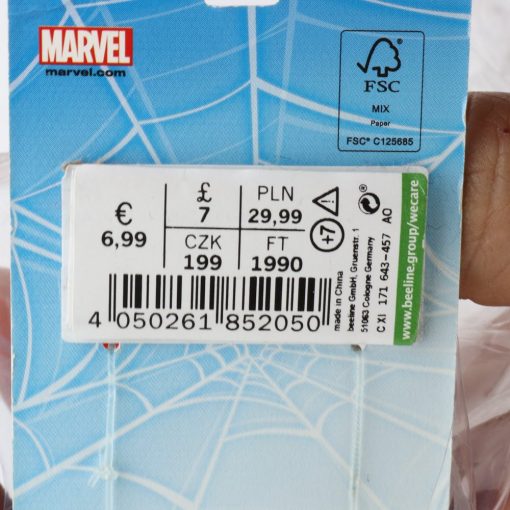 MARVEL
marvel.com
FSC
MIX
Paper
FSC® C125685
€
6,99
£
7
PLN
29,99
CZK
199
FT
1990
+7
made in China
beeline GmbH, Gruenstr. 1
51063 Cologne Germany
C XI 171 643-457 A0
www.beeline.group/wecare
4 050261 852050